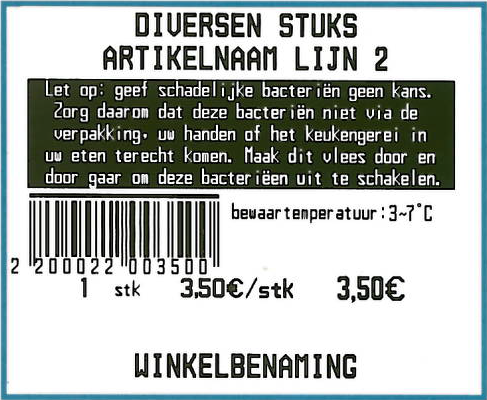 DIVERSEN STUKS
ARTIKELNAAM LIJN 2
Let op: geef schadelijke bacteriën geen kans.
Zorg daarom dat deze bacteriën niet via de
verpakking, uw handen of het keukengerei in
uw eten terecht komen. Maak dit vlees door en
door gaar om deze bacterieën uit te schakelen.
bewaartemperatuur:3~7°C
2 200022 003500
1 stk 3,50€/stk 3,50€
WINKELBENAMING